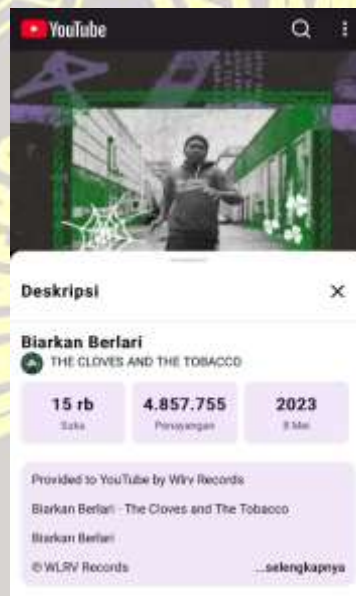 YouTube
Deskripsi
Biarkan Berlari
THE CLOVES AND THE TOBACCO
15 rb
4.857.755
2023
Suka
Penayangan
8 Mei
Provided to YouTube by Wlrv Records
Biarkan Berlari · The Cloves and The Tobacco
Biarkan Berlari
℗ WLRV Records
...selengkapnya